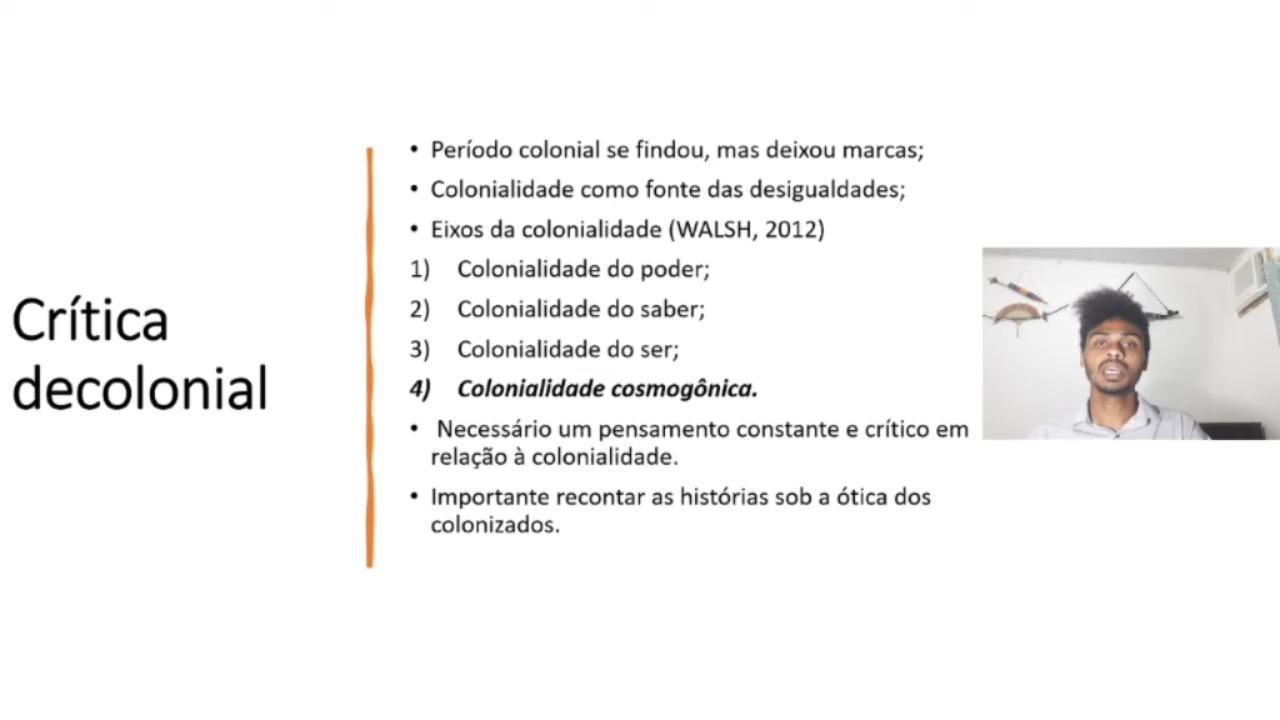 Crítica
decolonial
• Período colonial se findou, mas deixou marcas;
• Colonialidade como fonte das desigualdades;
• Eixos da colonialidade (WALSH, 2012)
1) Colonialidade do poder;
2) Colonialidade do saber;
3) Colonialidade do ser;
4) Colonialidade cosmogônica.
• Necessário um pensamento constante e crítico em
relação à colonialidade.
• Importante recontar as histórias sob a ótica dos
colonizados.